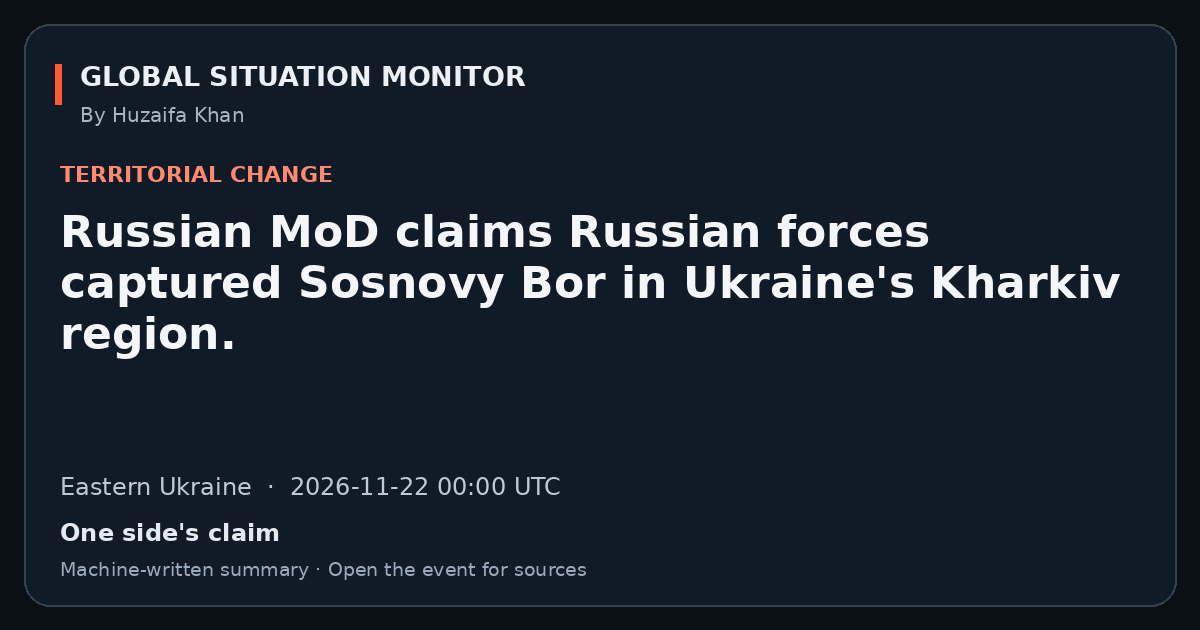 GLOBAL SITUATION MONITOR
By Huzaifa Khan
TERRITORIAL CHANGE
Russian MoD claims Russian forces
captured Sosnovy Bor in Ukraine's Kharkiv
region.
Eastern Ukraine · 2026-11-22 00:00 UTC
One side's claim
Machine-written summary · Open the event for sources